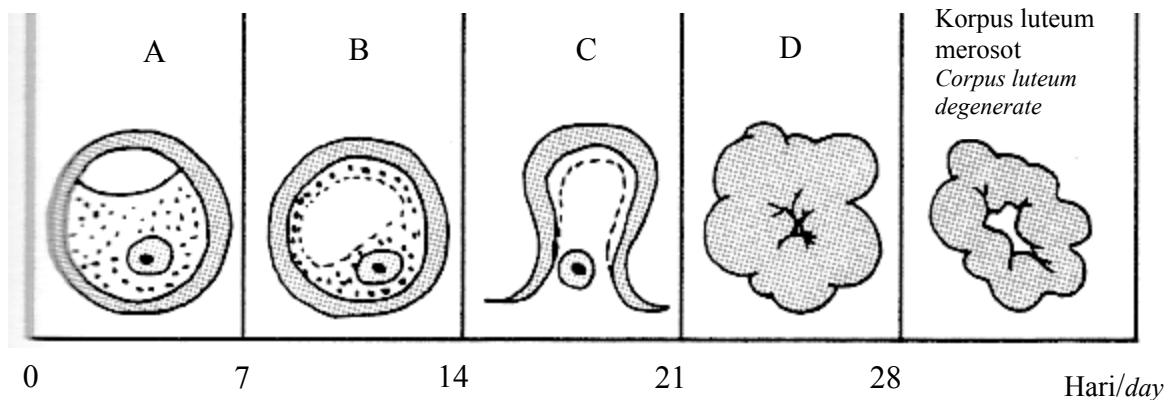 A
B
C
D
Korpus luteum
merosot
Corpus luteum
degenerate
0
7
14
21
28
Hari/day